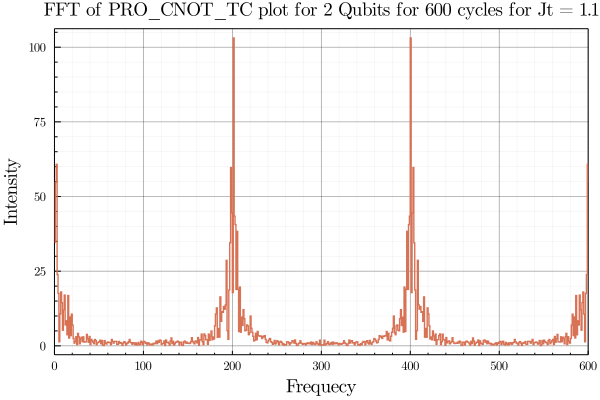 FFT of PRO_CNOT_TC plot for 2 Qubits for 600 cycles for Jt = 1.1
100
75
50
25
0
Intensity
0 100 200 300 400 500 600
Frequecy